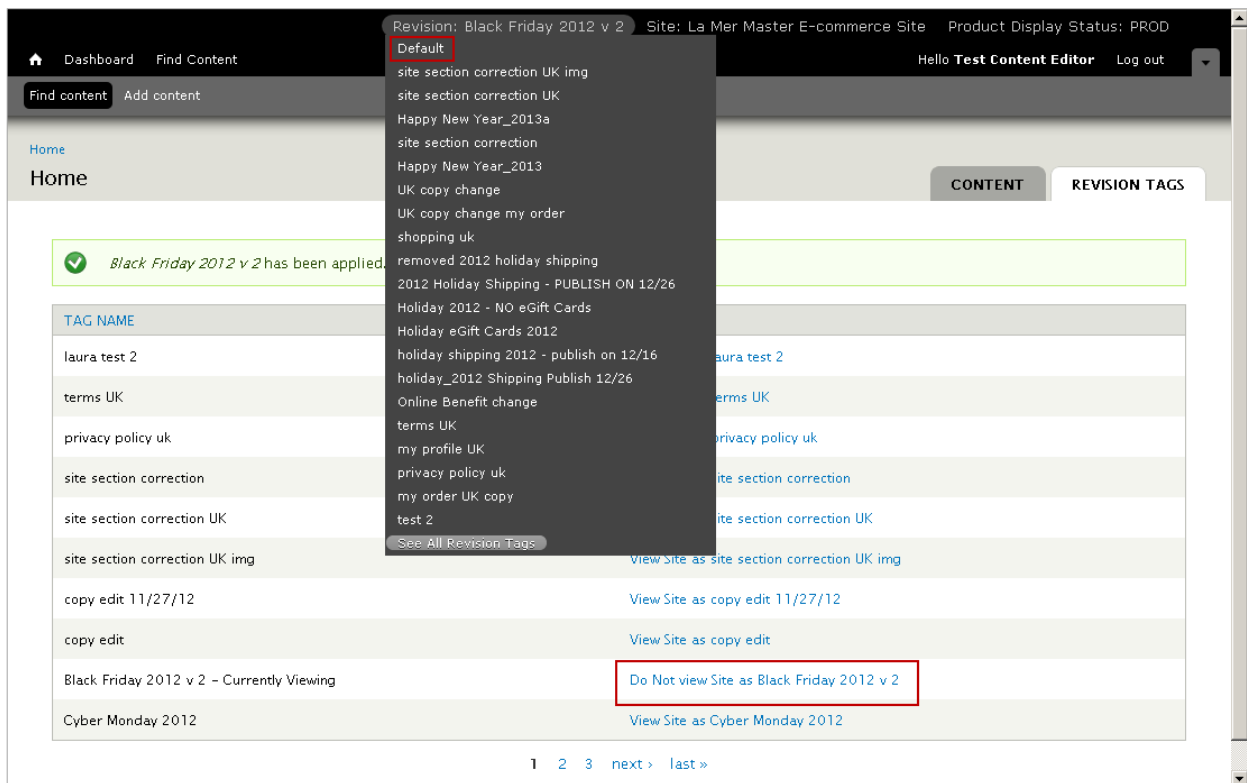 Revision: Black Friday 2012 v 2 Site: La Mer Master E-commerce Site Product Display Status: PROD
Dashboard Find Content Hello Test Content Editor Log out
Find content Add content
Default
site section correction UK img
site section correction UK
Happy New Year_2013a
site section correction
Happy New Year_2013
UK copy change
UK copy change my order
shopping uk
removed 2012 holiday shipping
2012 Holiday Shipping - PUBLISH ON 12/26
Holiday 2012 - NO eGift Cards
Holiday eGift Cards 2012
holiday shipping 2012 - publish on 12/16
holiday_2012 Shipping Publish 12/26
Online Benefit change
terms UK
my profile UK
privacy policy uk
my order UK copy
test 2
See All Revision Tags
Home
Home
CONTENT REVISION TAGS
Black Friday 2012 v 2 has been applied.
TAG NAME
laura test 2 aura test 2
terms UK erms UK
privacy policy uk privacy policy uk
site section correction ite section correction
site section correction UK ite section correction UK
site section correction UK img View Site as site section correction UK img
copy edit 11/27/12 View Site as copy edit 11/27/12
copy edit View Site as copy edit
Black Friday 2012 v 2 - Currently Viewing Do Not view Site as Black Friday 2012 v 2
Cyber Monday 2012 View Site as Cyber Monday 2012
1 2 3 next › last »